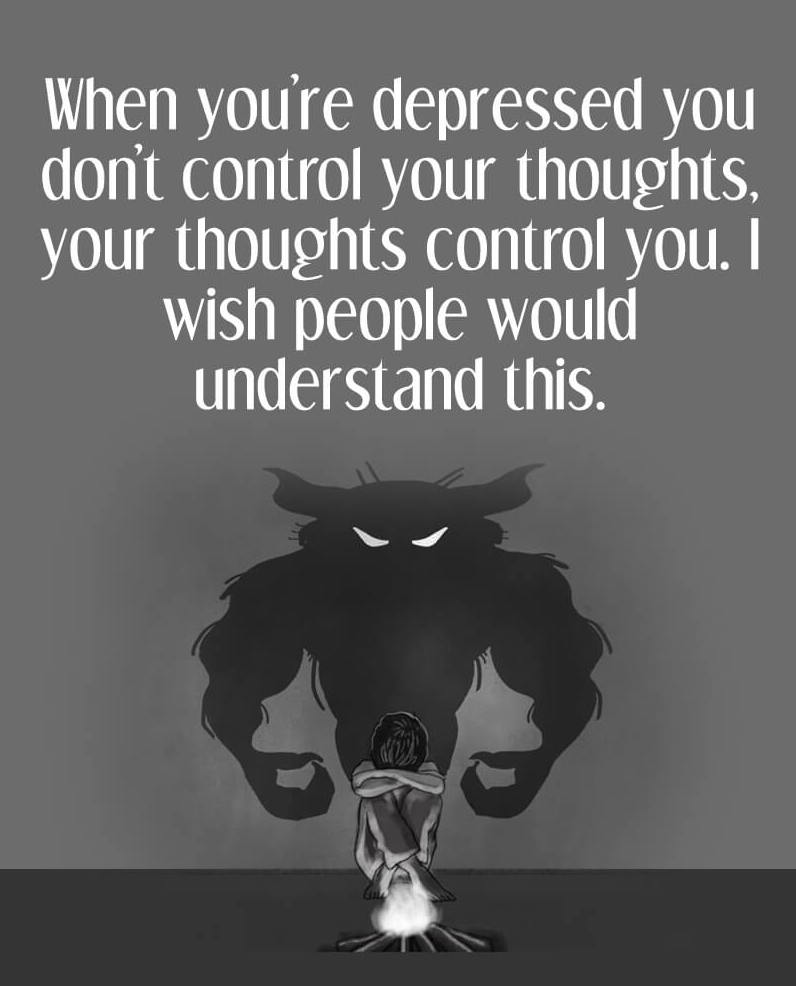 When you're depressed you
don't control your thoughts,
your thoughts control you. I
wish people would
understand this.